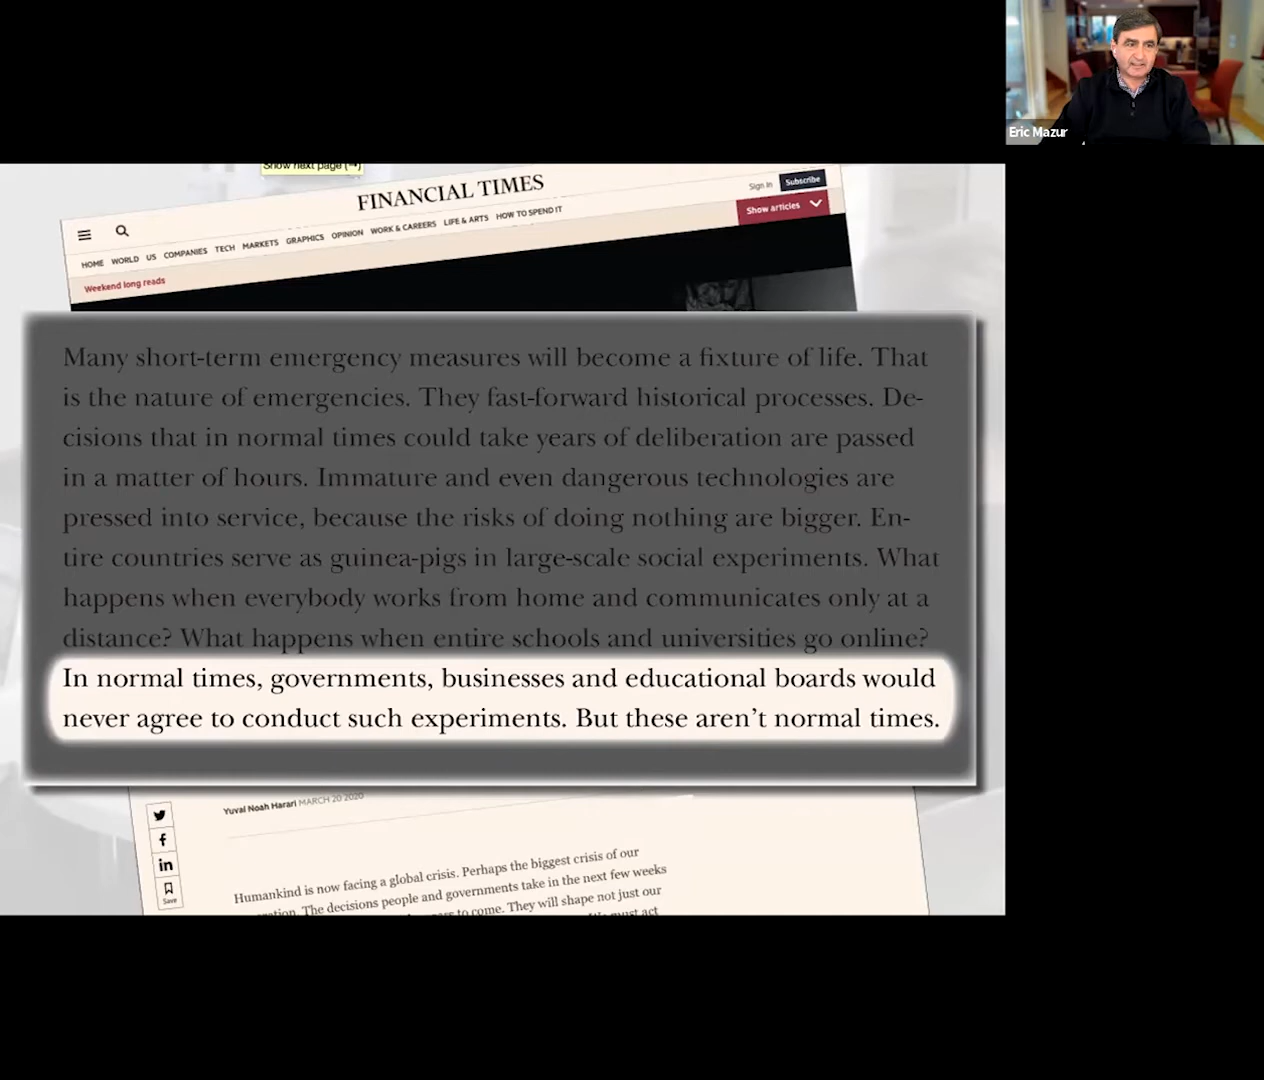 Eric Mazur
Show next page (→)
FINANCIAL TIMES
Sign In
Subscribe
Show articles
HOME WORLD US COMPANIES TECH MARKETS GRAPHICS OPINION WORK & CAREERS LIFE & ARTS HOW TO SPEND IT
Weekend long reads
Many short-term emergency measures will become a fixture of life. That
is the nature of emergencies. They fast-forward historical processes. De-
cisions that in normal times could take years of deliberation are passed
in a matter of hours. Immature and even dangerous technologies are
pressed into service, because the risks of doing nothing are bigger. En-
tire countries serve as guinea-pigs in large-scale social experiments. What
happens when everybody works from home and communicates only at a
distance? What happens when entire schools and universities go online?
In normal times, governments, businesses and educational boards would
never agree to conduct such experiments. But these aren’t normal times.
Yuval Noah Harari MARCH 20 2020
Save
Humankind is now facing a global crisis. Perhaps the biggest crisis of our
The decisions people and governments take in the next few weeks
to come. They will shape not just our
must act